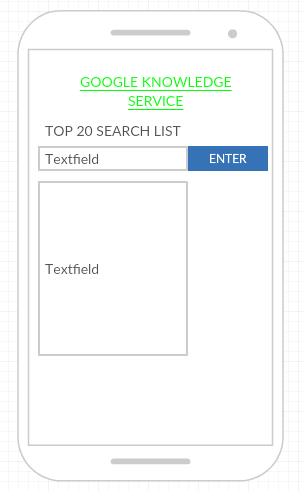 GOOGLE KNOWLEDGE
SERVICE
TOP 20 SEARCH LIST
Textfield
ENTER
Textfield